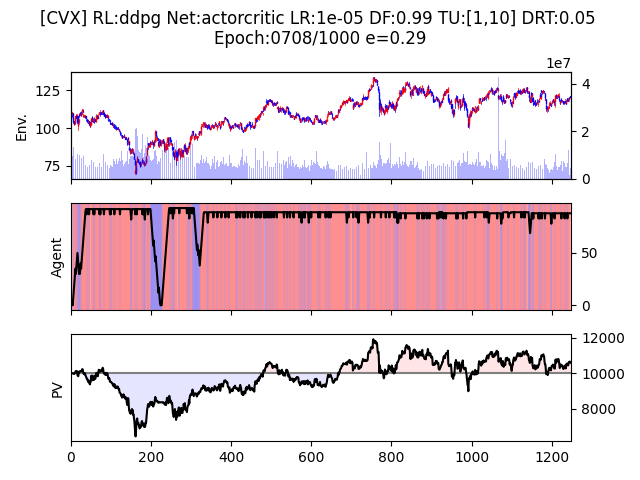 [CVX] RL:ddpg Net:actorcritic LR:1e-05 DF:0.99 TU:[1,10] DRT:0.05
Epoch:0708/1000 e=0.29
1e7
125
100
75
Env.
4
2
0
Agent
50
0
PV
12000
10000
8000
0 200 400 600 800 1000 1200